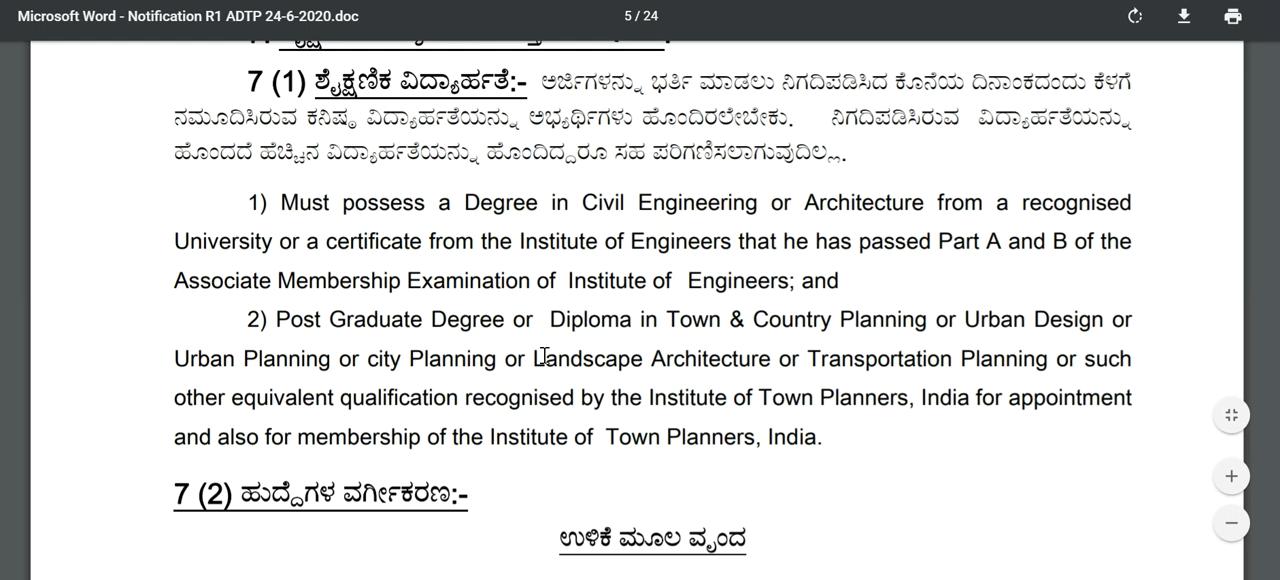 Microsoft Word - Notification R1 ADTP 24-6-2020.doc
5 / 24
7 (1) ಶೈಕ್ಷಣಿಕ ವಿದ್ಯಾರ್ಹತೆ:- ಅರ್ಜಿಗಳನ್ನು ಭರ್ತಿ ಮಾಡಲು ನಿಗದಿಪಡಿಸಿದ ಕೊನೆಯ ದಿನಾಂಕದಂದು ಕೆಳಗೆ
ನಮೂದಿಸಿರುವ ಕನಿಷ್ಠ ವಿದ್ಯಾರ್ಹತೆಯನ್ನು ಅಭ್ಯರ್ಥಿಗಳು ಹೊಂದಿರಲೇಬೇಕು. ನಿಗದಿಪಡಿಸಿರುವ ವಿದ್ಯಾರ್ಹತೆಯನ್ನು
ಹೊಂದದೆ ಹೆಚ್ಚಿನ ವಿದ್ಯಾರ್ಹತೆಯನ್ನು ಹೊಂದಿದ್ದರೂ ಸಹ ಪರಿಗಣಿಸಲಾಗುವುದಿಲ್ಲ.
1) Must possess a Degree in Civil Engineering or Architecture from a recognised
University or a certificate from the Institute of Engineers that he has passed Part A and B of the
Associate Membership Examination of Institute of Engineers; and
2) Post Graduate Degree or Diploma in Town & Country Planning or Urban Design or
Urban Planning or city Planning or Landscape Architecture or Transportation Planning or such
other equivalent qualification recognised by the Institute of Town Planners, India for appointment
and also for membership of the Institute of Town Planners, India.
7 (2) ಹುದ್ದೆಗಳ ವರ್ಗೀಕರಣ:-
ಉಳಿಕೆ ಮೂಲ ವೃಂದ